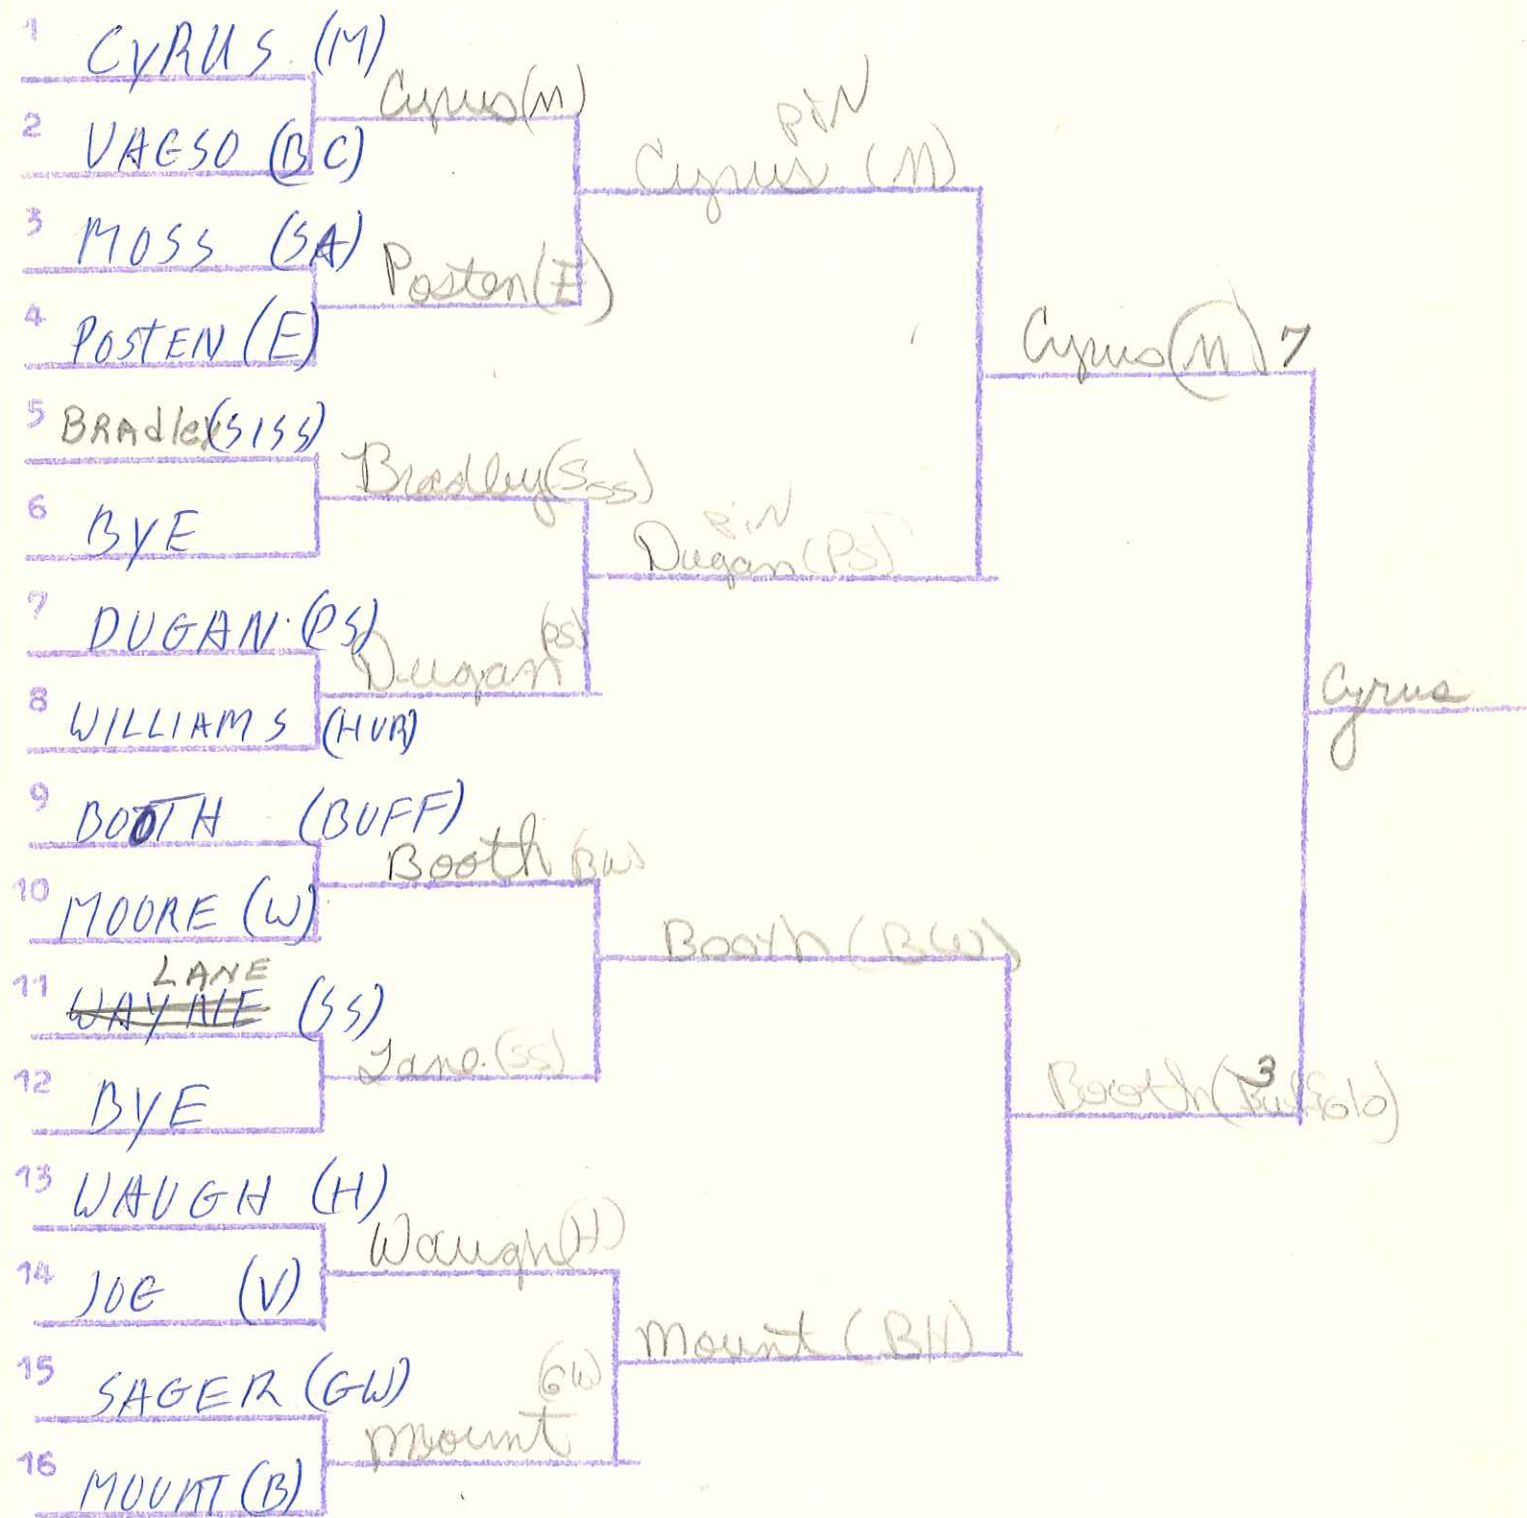 1 CYRUS (M)
2 VAGSO (BC)
3 MOSS (SA)
4 POSTEN (E)
5 BRAdley (SISS)
6 BYE
7 DUGAN (PS)
8 WILLIAMS (HUR)
9 BOOTH (BUFF)
10 MOORE (W)
LANE
11 WAYNE (SS)
12 BYE
13 WAUGH (H)
14 JOE (V)
15 SAGER (GW)
16 MOUNT (B)
Cyrus (M)
Posten (E)
Bradley (SSS)
(PS)
Dugan
Booth (BW)
Lane (SS)
Waugh (H)
(GW)
Mount
PIN
Cyrus (M)
PIN
Dugan (PS)
Booth (BW)
Mount (BH)
Cyrus (M) 7
3
Booth (Buffalo)
Cyrus